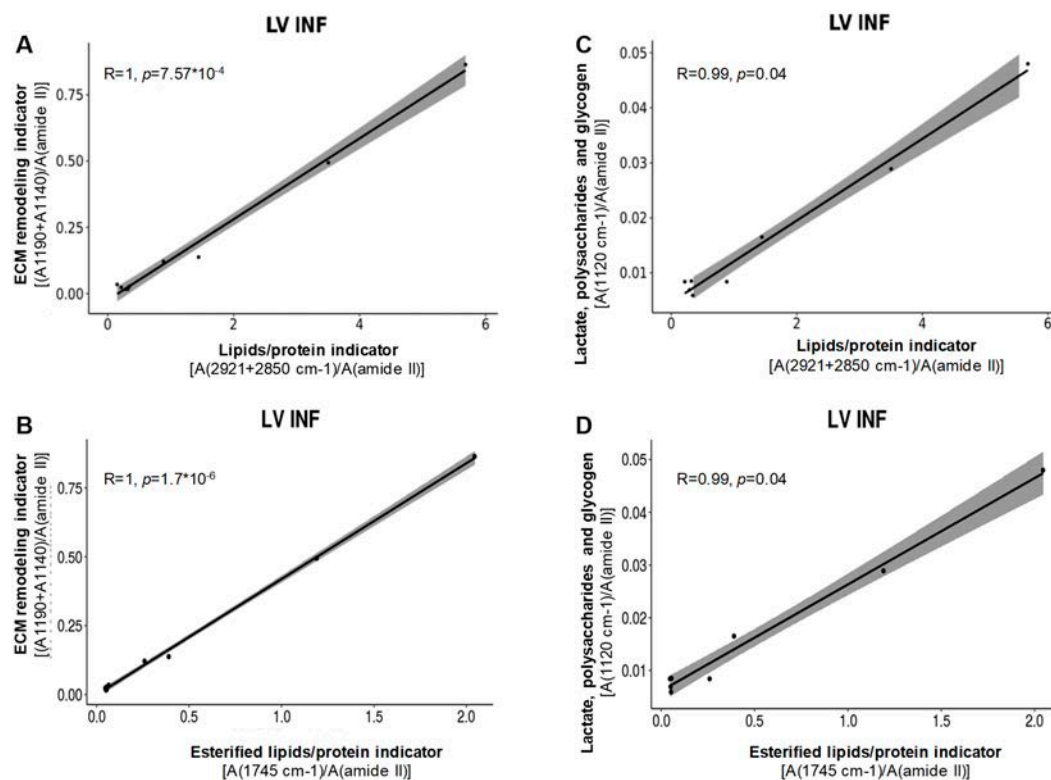 A
LV INF
R=1, p=7.57*10-4
ECM remodeling indicator
[(A1190+A1140)/A(amide II)]
0.75
0.50
0.25
0.00
0
2
4
6
Lipids/protein indicator
[A(2921+2850 cm-1)/A(amide II)]
C
LV INF
R=0.99, p=0.04
Lactate, polysaccharides and glycogen
[A(1120 cm-1)/A(amide II)]
0.05
0.04
0.03
0.02
0.01
0
2
4
6
Lipids/protein indicator
[A(2921+2850 cm-1)/A(amide II)]
B
LV INF
R=1, p=1.7*10-6
ECM remodeling indicator
[(A1190+A1140)/A(amide II)]
0.75
0.50
0.25
0.00
0.0
0.5
1.0
1.5
2.0
Esterified lipids/protein indicator
[A(1745 cm-1)/A(amide II)]
D
LV INF
R=0.99, p=0.04
Lactate, polysaccharides and glycogen
[A(1120 cm-1)/A(amide II)]
0.05
0.04
0.03
0.02
0.01
0.0
0.5
1.0
1.5
2.0
Esterified lipids/protein indicator
[A(1745 cm-1)/A(amide II)]